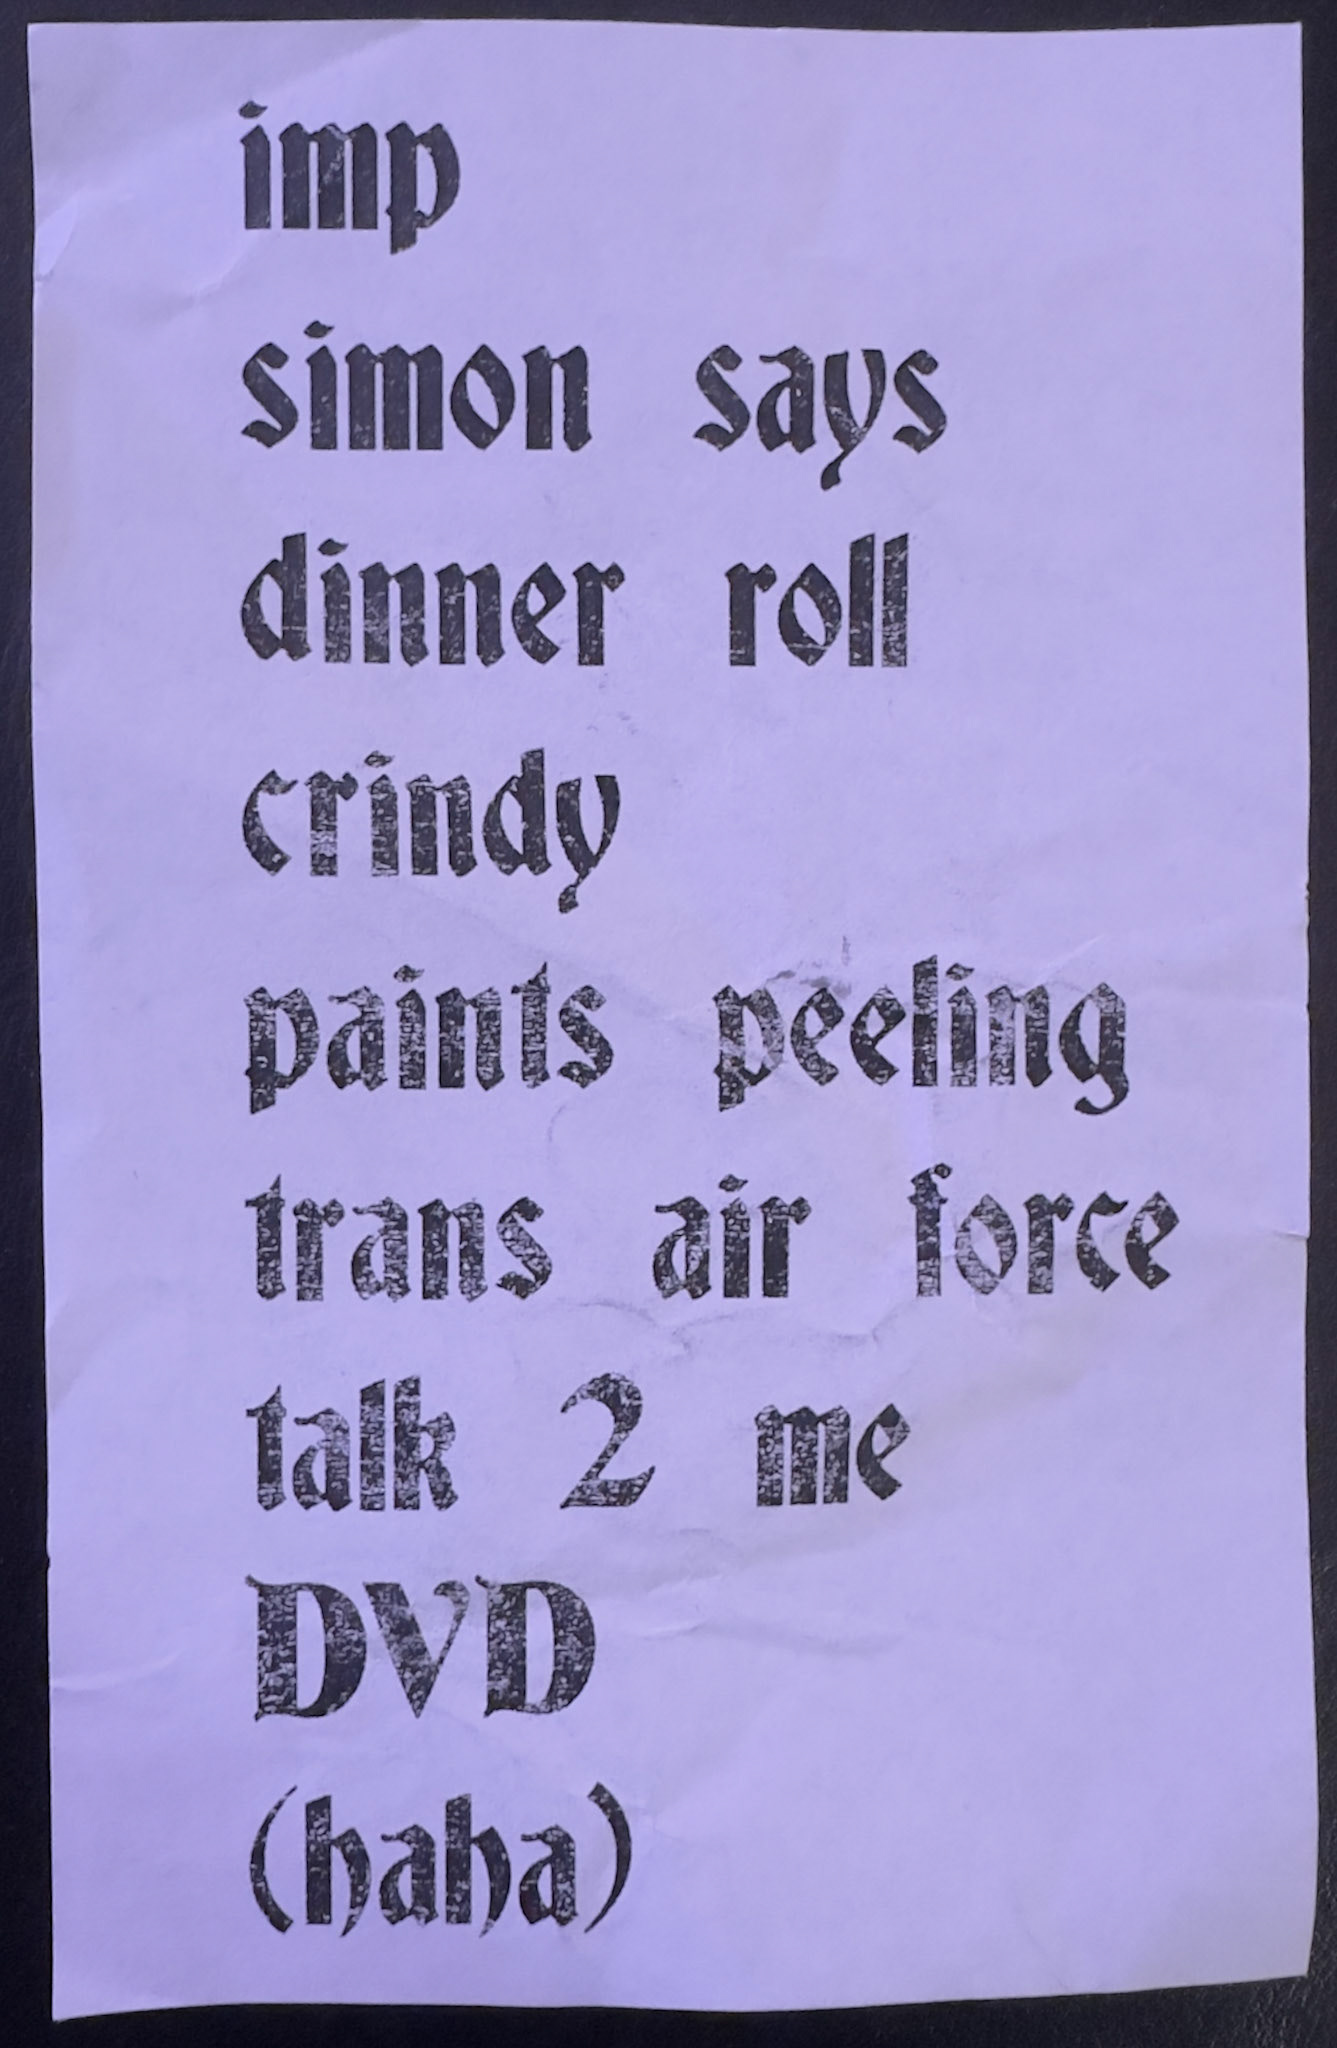 imp
simon says
dinner roll
crindy
paints peeling
trans air force
talk 2 me
DVD
(haha)